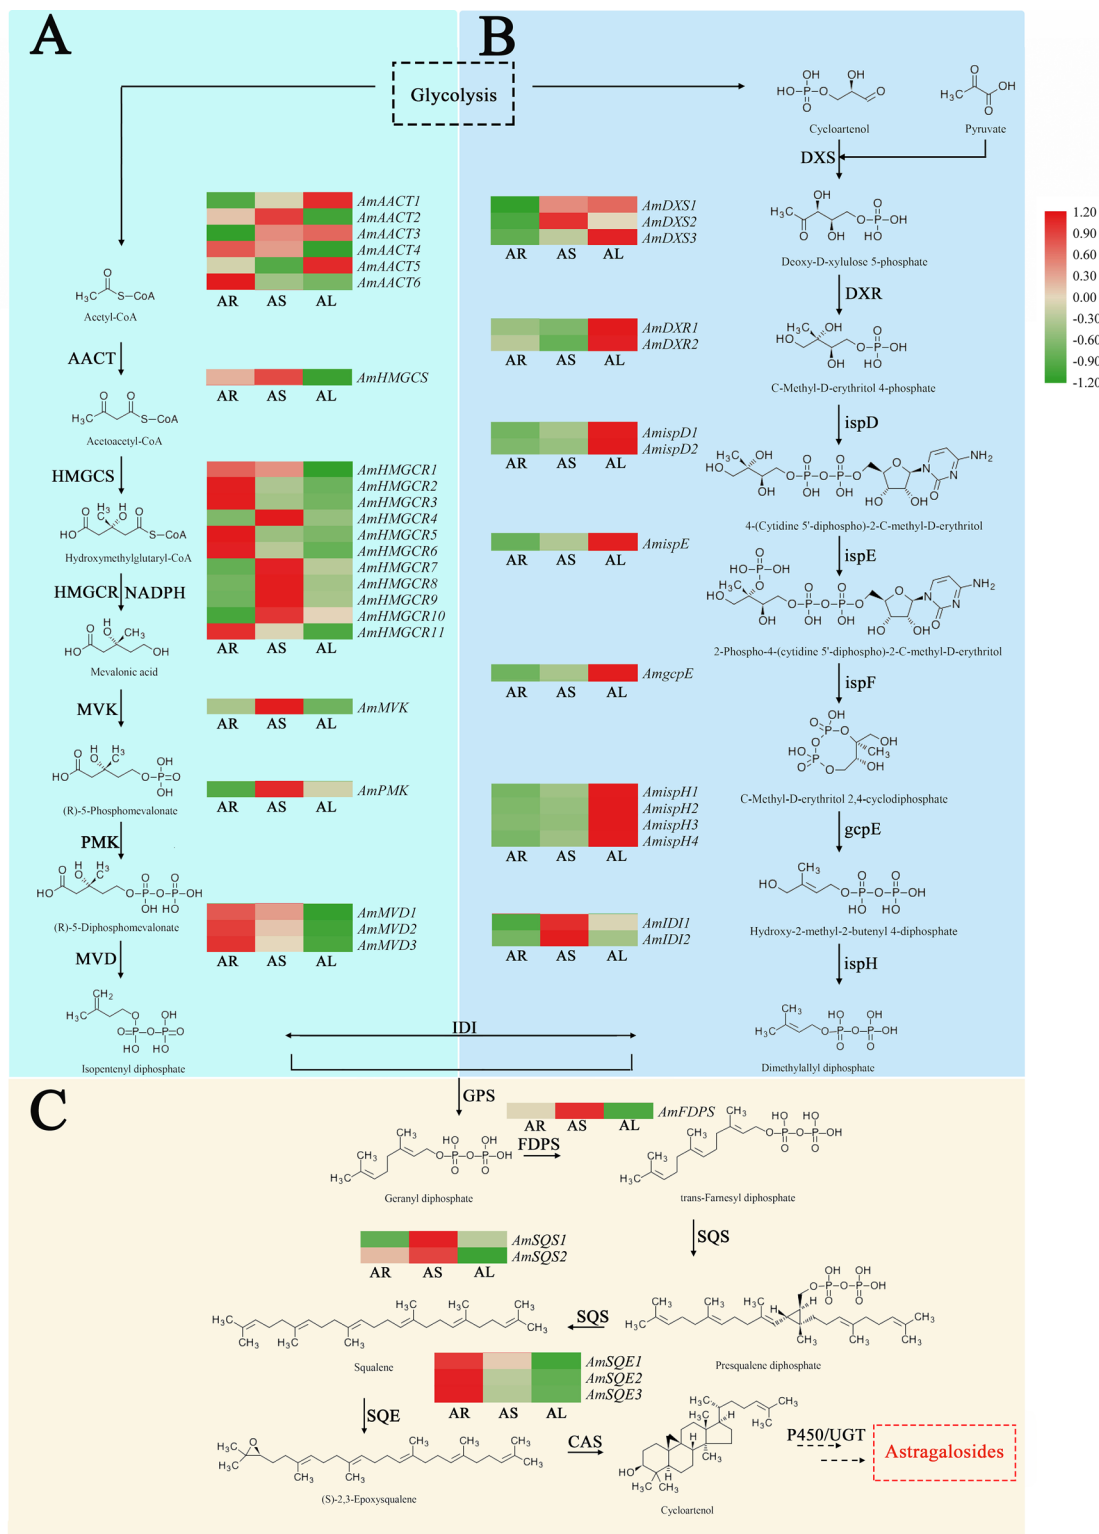 A
B
Glycolysis
Cycloartenol
Pyruvate
DXS
AmAACT1
AmAACT2
AmAACT3
AmAACT4
AmAACT5
AmAACT6
AR AS AL
AmDXS1
AmDXS2
AmDXS3
AR AS AL
Deoxy-D-xylulose 5-phosphate
1.20
0.90
0.60
0.30
0.00
-0.30
-0.60
-0.90
-1.20
Acetyl-CoA
DXR
AmDXR1
AmDXR2
AR AS AL
C-Methyl-D-erythritol 4-phosphate
AACT
AmHMGCS
AR AS AL
Acetoacetyl-CoA
ispD
AmispD1
AmispD2
AR AS AL
4-(Cytidine 5'-diphospho)-2-C-methyl-D-erythritol
HMGCS
AmHMGCR1
AmHMGCR2
AmHMGCR3
AmHMGCR4
AmHMGCR5
AmHMGCR6
AmHMGCR7
AmHMGCR8
AmHMGCR9
AmHMGCR10
AmHMGCR11
AR AS AL
Hydroxymethylglutaryl-CoA
HMGCR NADPH
Mevalonic acid
ispE
AmispE
AR AS AL
2-Phospho-4-(cytidine 5'-diphospho)-2-C-methyl-D-erythritol
ispF
AmgcpE
AR AS AL
MVK
AmMVK
AR AS AL
C-Methyl-D-erythritol 2,4-cyclodiphosphate
(R)-5-Phosphomevalonate
AmPMK
AR AS AL
PMK
AmispH1
AmispH2
AmispH3
AmispH4
AR AS AL
gcpE
(R)-5-Diphosphomevalonate
AmMVD1
AmMVD2
AmMVD3
AR AS AL
MVD
AmIDI1
AmIDI2
AR AS AL
Hydroxy-2-methyl-2-butenyl 4-diphosphate
ispH
Isopentenyl diphosphate
IDI
Dimethylallyl diphosphate
C
GPS
AmFDPS
AR AS AL
FDPS
Geranyl diphosphate
trans-Farnesyl diphosphate
SQS
AmSQS1
AmSQS2
AR AS AL
SQS
Squalene
Presqualene diphosphate
AmSQE1
AmSQE2
AmSQE3
AR AS AL
SQE
CAS
(S)-2,3-Epoxysqualene
Cycloartenol
P450/UGT
Astragalosides